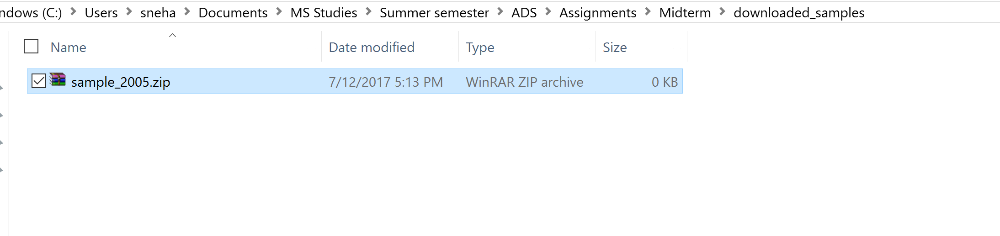 ndows (C:) > Users > sneha > Documents > MS Studies > Summer semester > ADS > Assignments > Midterm > downloaded_samples
Name Date modified Type Size
sample_2005.zip 7/12/2017 5:13 PM WinRAR ZIP archive 0 KB